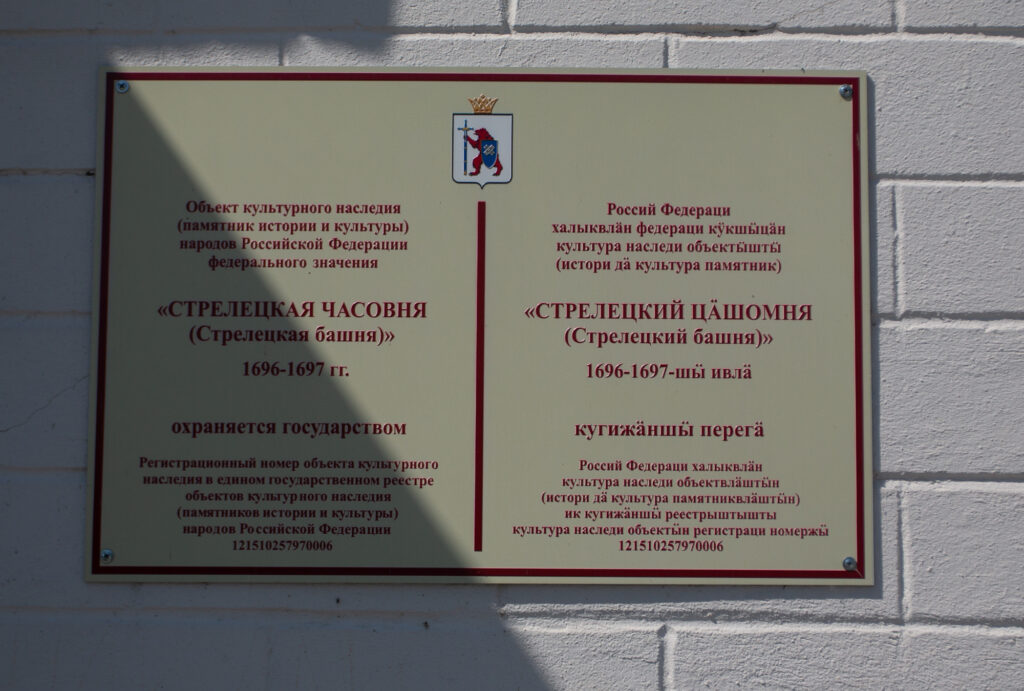 Объект культурного наследия
(памятник истории и культуры)
народов Российской Федерации
федерального значения
«СТРЕЛЕЦКАЯ ЧАСОВНЯ
(Стрелецкая башня)»
1696-1697 гг.
охраняется государством
Регистрационный номер объекта культурного
наследия в едином государственном реестре
объектов культурного наследия
(памятников истории и культуры)
народов Российской Федерации
121510257970006
Россий Федераци
халыквлӓн федераци кӱкшыцӓн
культура наследи объектӹштӹ
(истори дӓ культура памятник)
«СТРЕЛЕЦКИЙ ЦӒШОМНЯ
(Стрелецкий башня)»
1696-1697-шӹ ивлӓ
кугижӓншӹ перегӓ
Россий Федераци халыквлӓн
культура наследи объектвлӓштӹн
(истори дӓ культура памятниквлӓштӹн)
ик кугижӓншӹ реестрыштышты
культура наследи объектӹн регистраци номержӹ
121510257970006